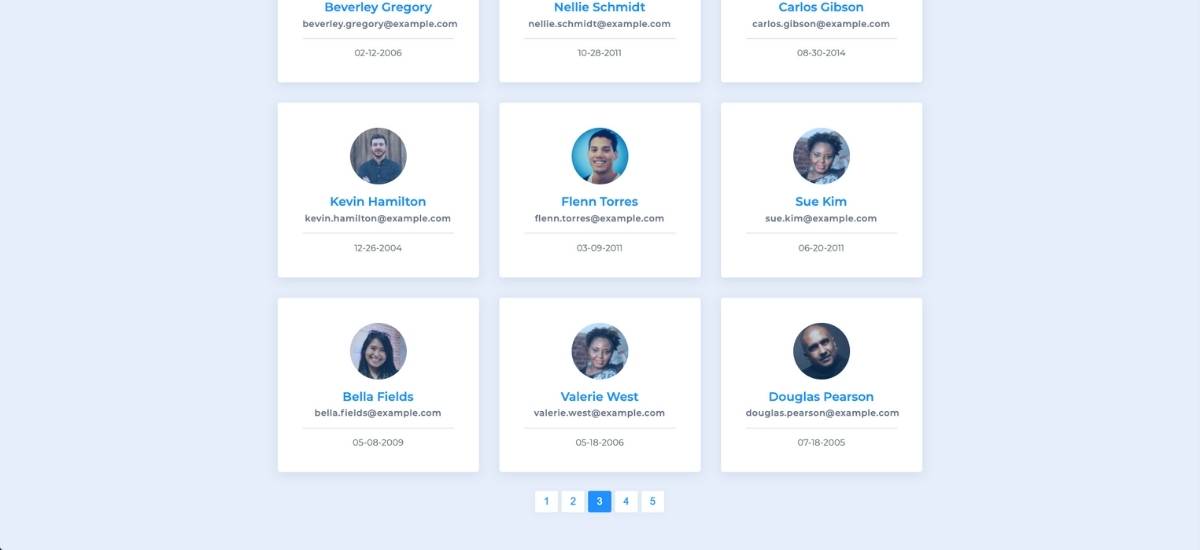 Beverley Gregory
beverley.gregory@example.com
02-12-2006
Nellie Schmidt
nellie.schmidt@example.com
10-28-2011
Carlos Gibson
carlos.gibson@example.com
08-30-2014
Kevin Hamilton
kevin.hamilton@example.com
12-26-2004
Flenn Torres
flenn.torres@example.com
03-09-2011
Sue Kim
sue.kim@example.com
06-20-2011
Bella Fields
bella.fields@example.com
05-08-2009
Valerie West
valerie.west@example.com
05-18-2006
Douglas Pearson
douglas.pearson@example.com
07-18-2005
1 2 3 4 5